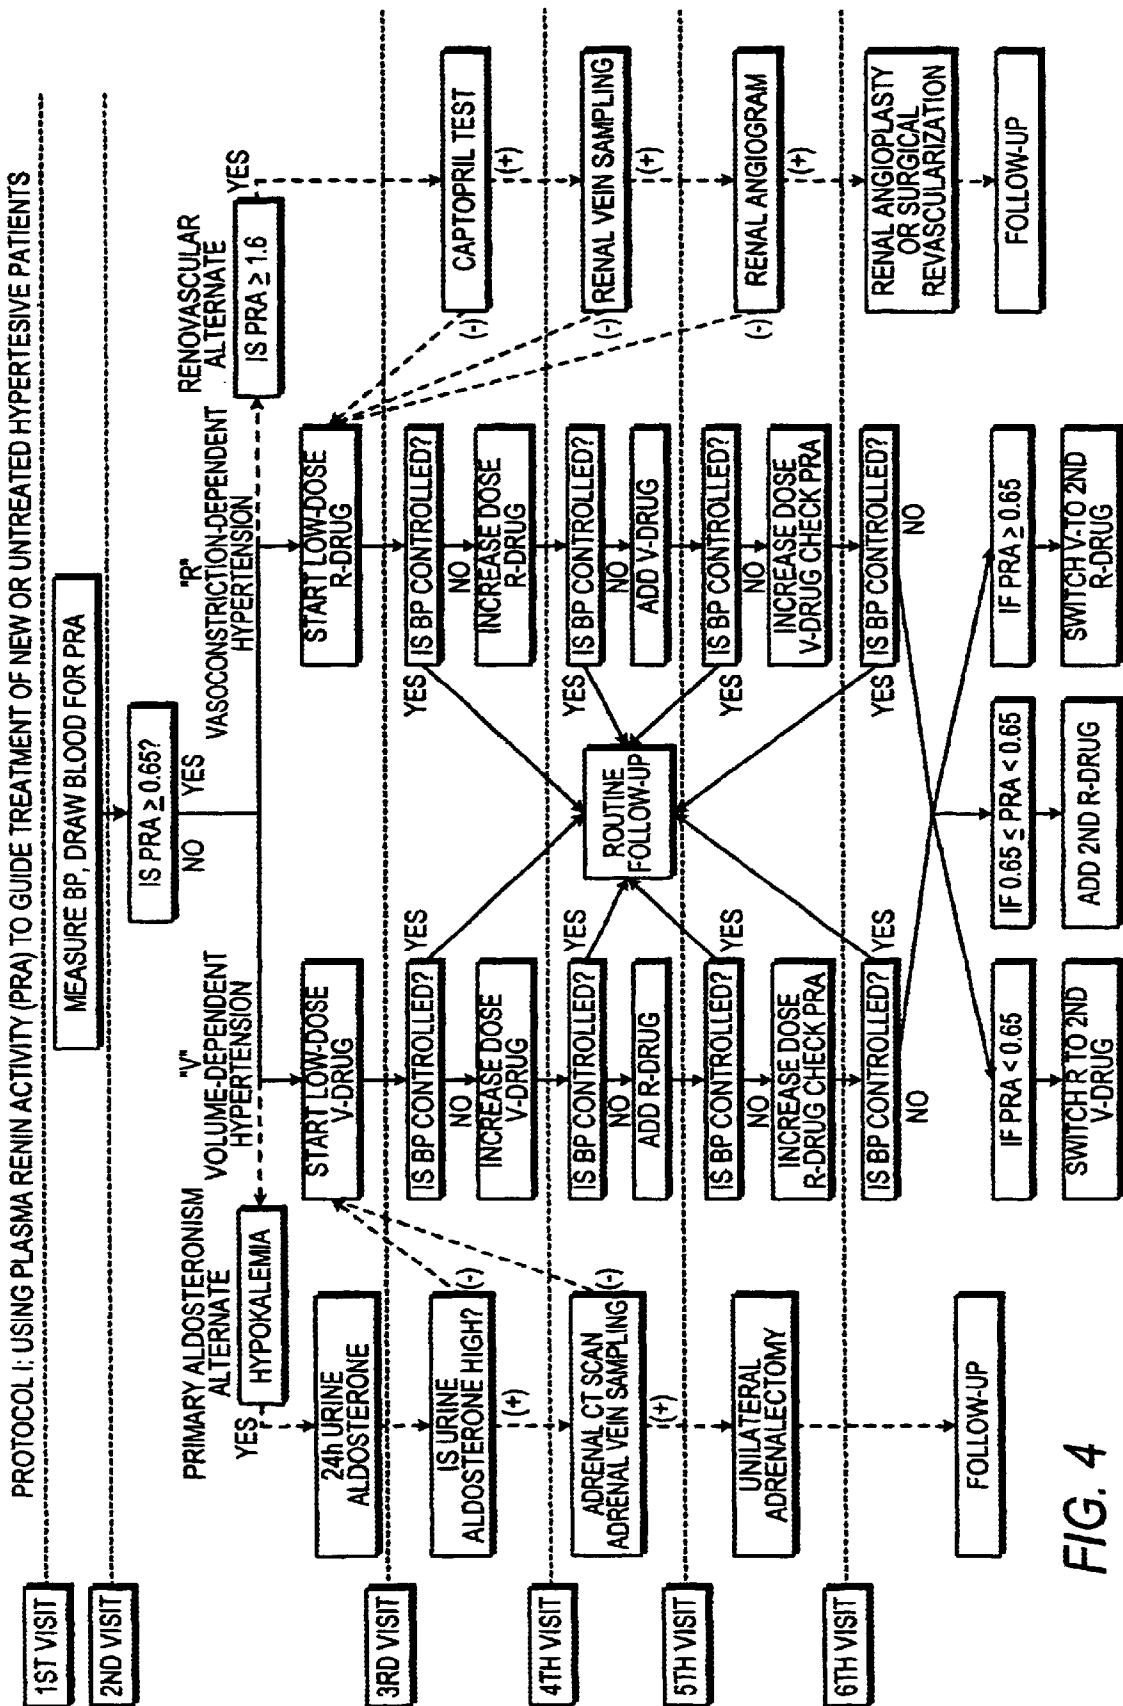 PROTOCOL I: USING PLASMA RENIN ACTIVITY (PRA) TO GUIDE TREATMENT OF NEW OR UNTREATED HYPERTESIVE PATIENTS
1ST VISIT
MEASURE BP, DRAW BLOOD FOR PRA
2ND VISIT
IS PRA ≥ 0.65?
NO
YES
PRIMARY ALDOSTERONISM
ALTERNATE
"V"
VOLUME-DEPENDENT
HYPERTENSION
"R"
VASOCONSTRICTION-DEPENDENT
HYPERTENSION
RENOVASCULAR
ALTERNATE
YES
HYPOKALEMIA
IS PRA ≥ 1.6
YES
24h URINE
ALDOSTERONE
START LOW-DOSE
V-DRUG
START LOW-DOSE
R-DRUG
3RD VISIT
IS URINE
ALDOSTERONE HIGH?
(-)
(+)
IS BP CONTROLLED?
YES
NO
INCREASE DOSE
V-DRUG
IS BP CONTROLLED?
YES
NO
INCREASE DOSE
R-DRUG
CAPTOPRIL TEST
(-)
(+)
4TH VISIT
ADRENAL CT SCAN
ADRENAL VEIN SAMPLING
(-)
(+)
IS BP CONTROLLED?
YES
NO
ADD R-DRUG
ROUTINE
FOLLOW-UP
IS BP CONTROLLED?
YES
NO
ADD V-DRUG
RENAL VEIN SAMPLING
(-)
(+)
5TH VISIT
UNILATERAL
ADRENALECTOMY
IS BP CONTROLLED?
YES
NO
INCREASE DOSE
R-DRUG CHECK PRA
IS BP CONTROLLED?
YES
NO
INCREASE DOSE
V-DRUG CHECK PRA
RENAL ANGIOGRAM
(-)
(+)
6TH VISIT
IS BP CONTROLLED?
YES
NO
IS BP CONTROLLED?
YES
NO
RENAL ANGIOPLASTY
OR SURGICAL
REVASCULARIZATION
FOLLOW-UP
IF PRA < 0.65
IF 0.65 ≤ PRA < 0.65
IF PRA ≥ 0.65
FOLLOW-UP
SWITCH R TO 2ND
V-DRUG
ADD 2ND R-DRUG
SWITCH V-TO 2ND
R-DRUG
FIG. 4